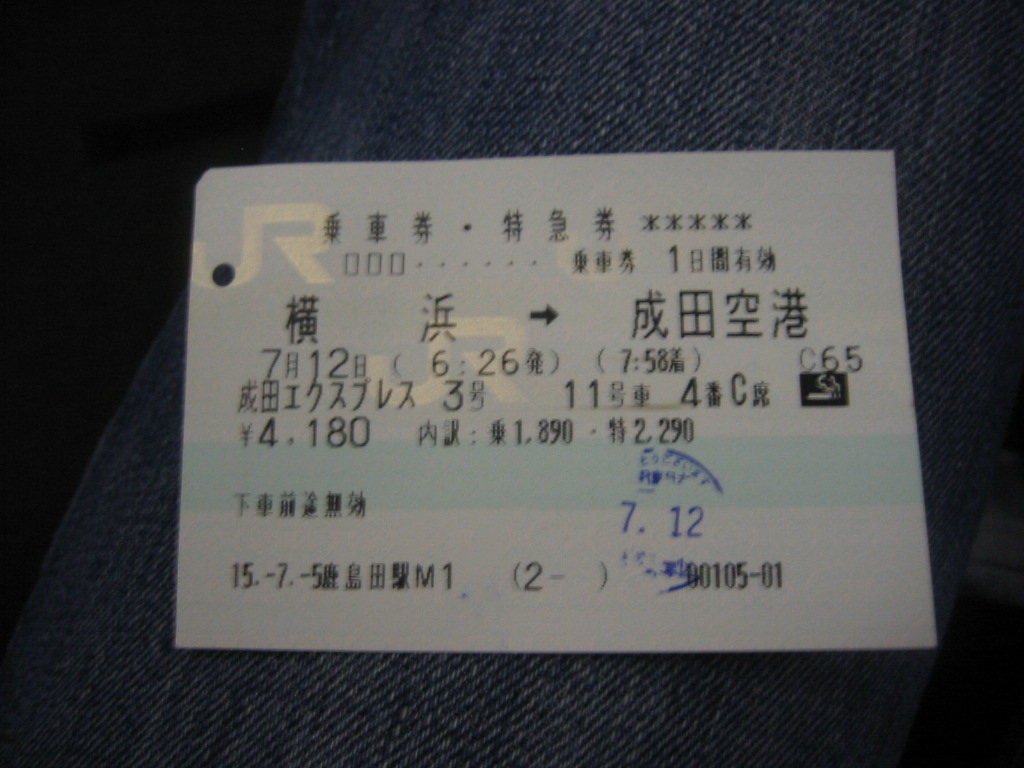 JR
乗車券・特急券 *****
□□□・・・・・・ 乗車券 1日間有効
横 浜 → 成田空港
7月12日 ( 6:26発) (7:58着) C65
成田エクスプレス 3号 11号車 4番C席
¥4,180 内訳:乗1,890・特2,290
下車前途無効
7. 12
15.-7.-5鹿島田駅M1 (2- ) 00105-01